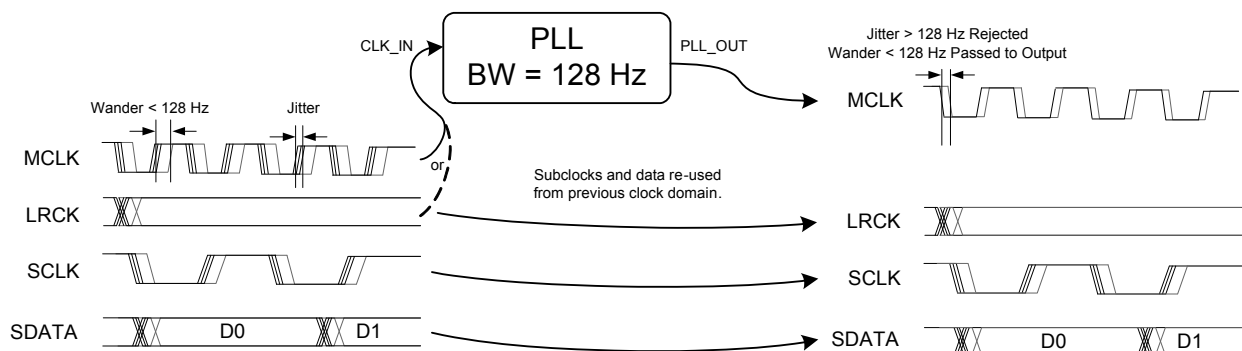 PLL
BW = 128 Hz
CLK_IN
PLL_OUT
Jitter > 128 Hz Rejected
Wander < 128 Hz Passed to Output
MCLK
Wander < 128 Hz
Jitter
MCLK
or
Subclocks and data re-used
from previous clock domain.
LRCK
LRCK
SCLK
SCLK
SDATA
D0
D1
SDATA
D0
D1